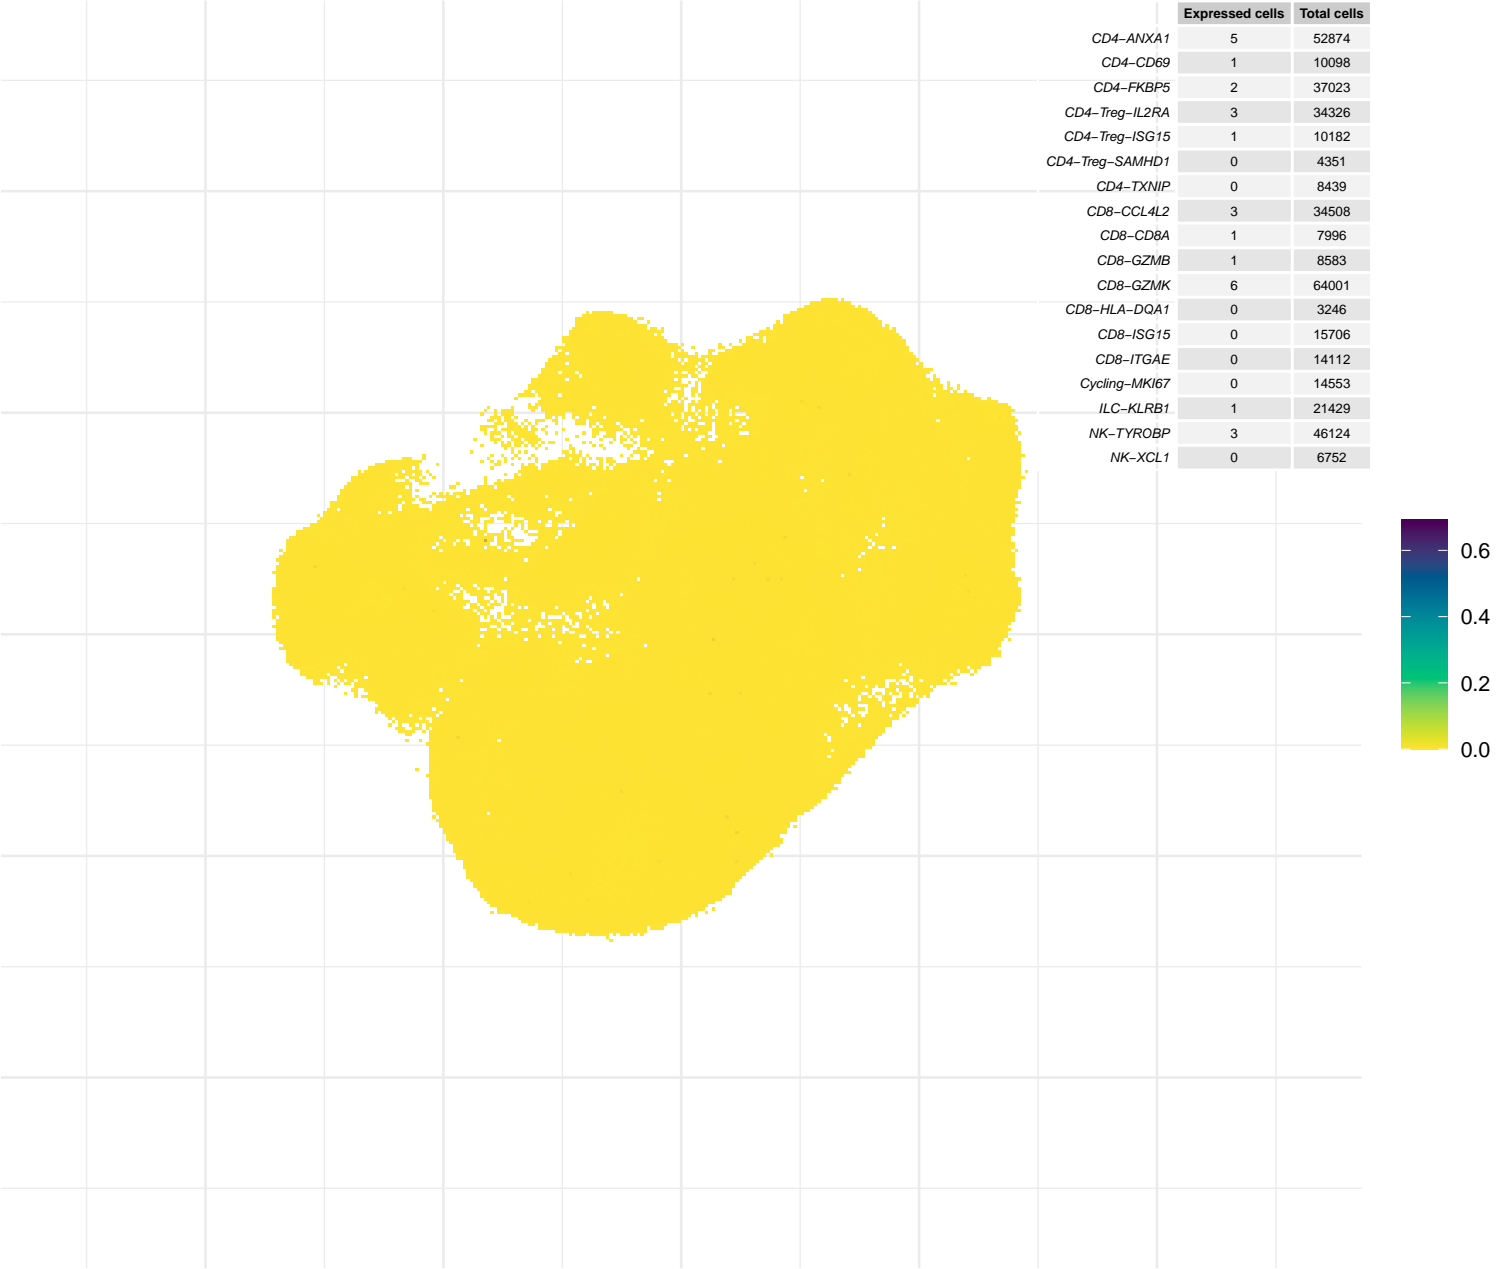 Expressed cells Total cells
CD4−ANXA1 5 52874
CD4−CD69 1 10098
CD4−FKBP5 2 37023
CD4−Treg−IL2RA 3 34326
CD4−Treg−ISG15 1 10182
CD4−Treg−SAMHD1 0 4351
CD4−TXNIP 0 8439
CD8−CCL4L2 3 34508
CD8−CD8A 1 7996
CD8−GZMB 1 8583
CD8−GZMK 6 64001
CD8−HLA−DQA1 0 3246
CD8−ISG15 0 15706
CD8−ITGAE 0 14112
Cycling−MKI67 0 14553
ILC−KLRB1 1 21429
NK−TYROBP 3 46124
NK−XCL1 0 6752
0.6
0.4
0.2
0.0